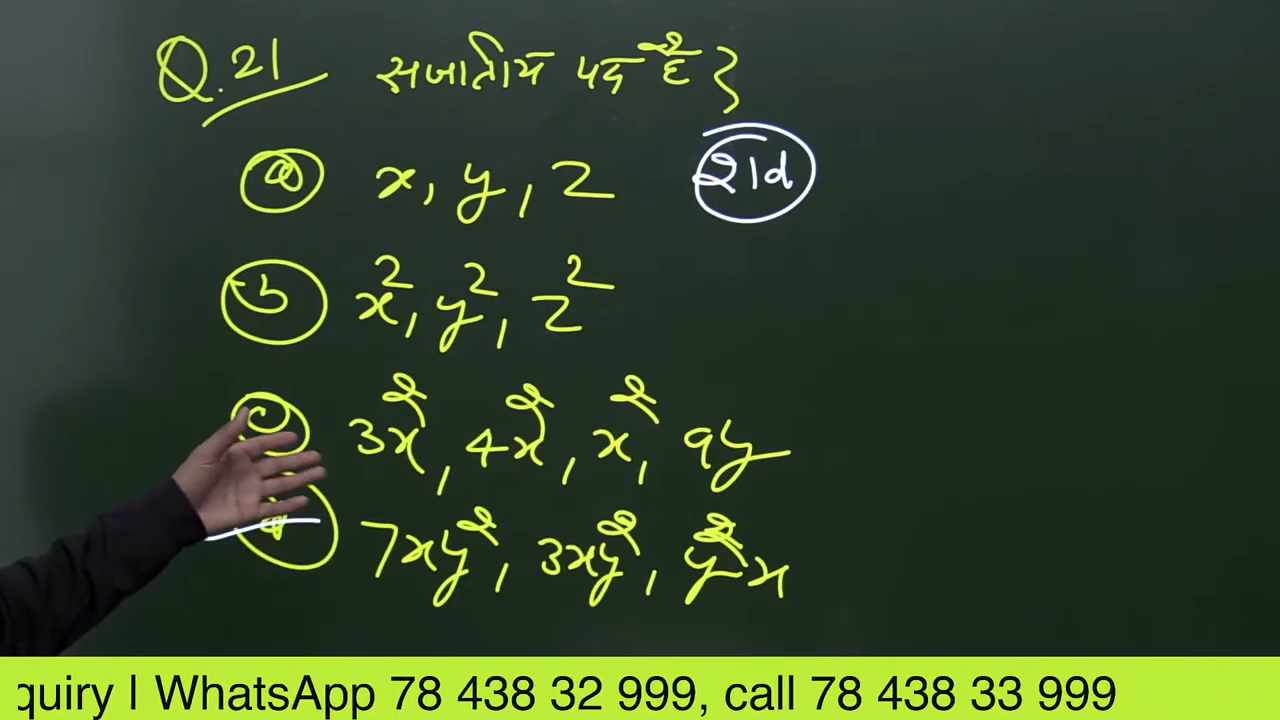 Q.21 सजातीय पद है }
a x, y, z
21d
b x², y², z²
c 3x², 4x², x², 9y
7xy², 3xy², y²x
quiry | WhatsApp 78 438 32 999, call 78 438 33 999